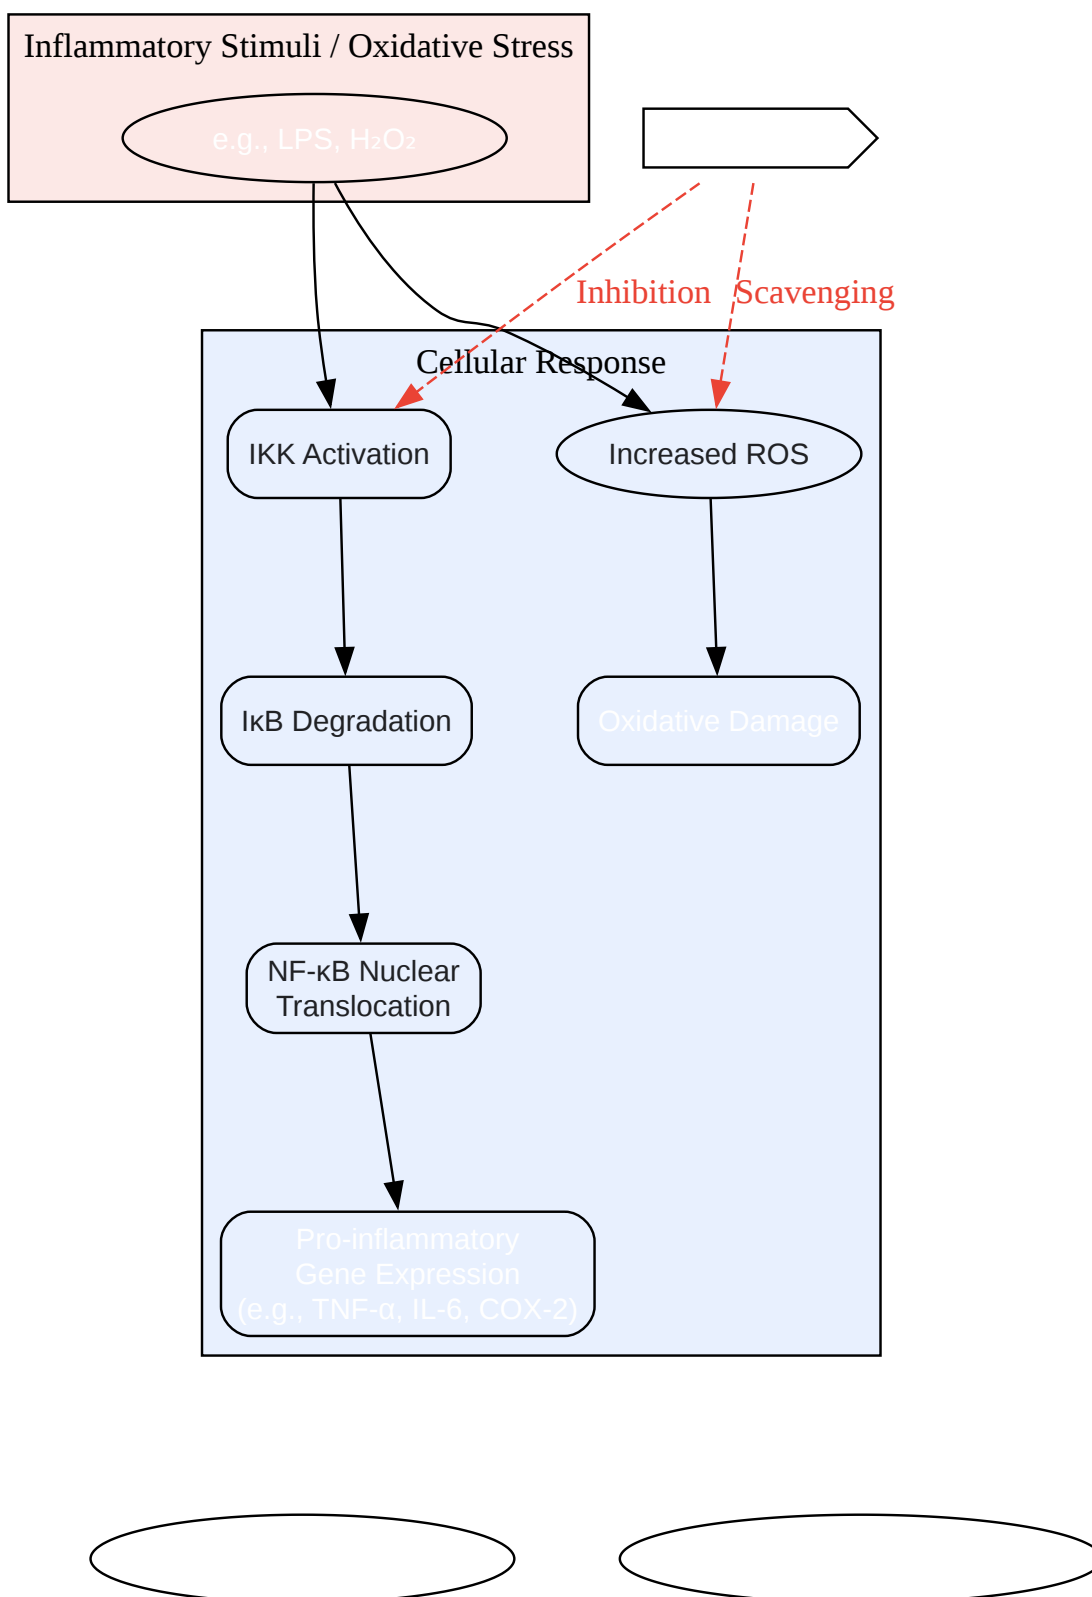 Inflammatory Stimuli / Oxidative Stress
e.g., LPS, H₂O₂
Inhibition
Scavenging
Cellular Response
IKK Activation
Increased ROS
IκB Degradation
Oxidative Damage
NF-κB Nuclear
Translocation
Pro-inflammatory
Gene Expression
(e.g., TNF-α, IL-6, COX-2)